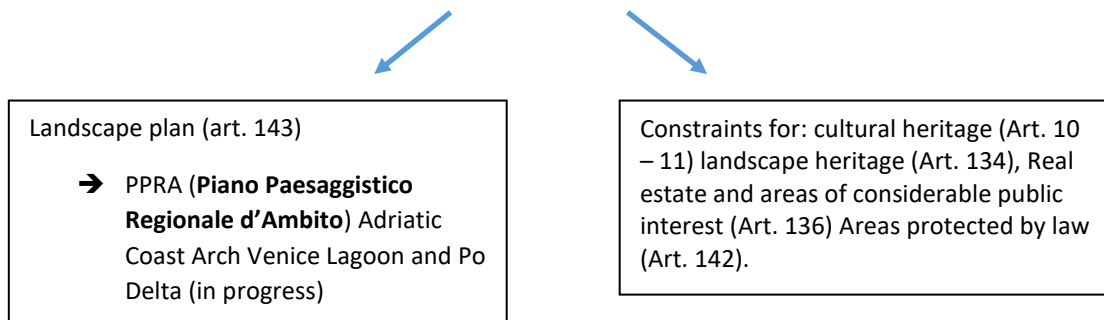 Landscape plan (art. 143)
➔ PPRA (Piano Paesaggistico
Regionale d’Ambito) Adriatic
Coast Arch Venice Lagoon and Po
Delta (in progress)
Constraints for: cultural heritage (Art. 10
– 11) landscape heritage (Art. 134), Real
estate and areas of considerable public
interest (Art. 136) Areas protected by law
(Art. 142).